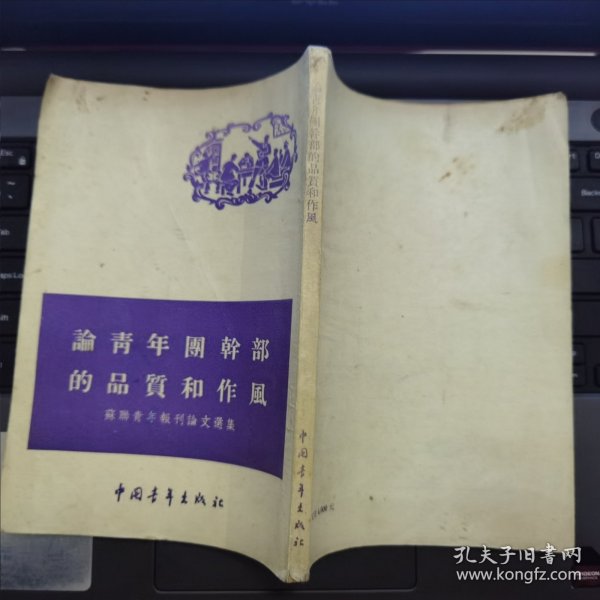 論青年團幹部
的品質和作風
蘇聯青年報刊論文選集
中国青年出版社
論青年團幹部的品質和作風
中国青年出版社
孔夫子旧书网
www.kongfz.com